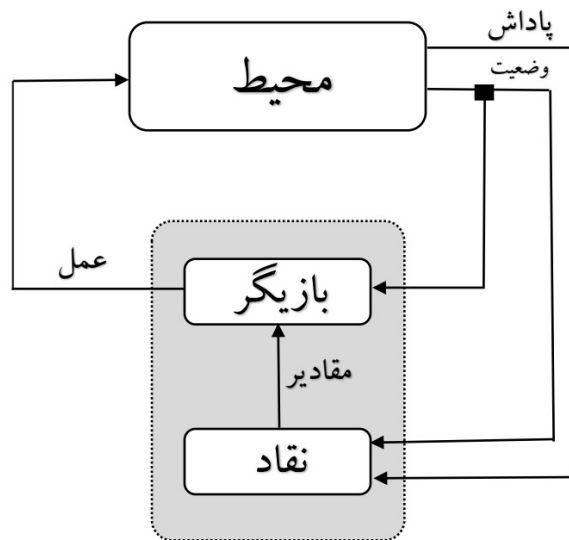 پاداش
وضعیت
محیط
عمل
بازیگر
مقادیر
نقاد